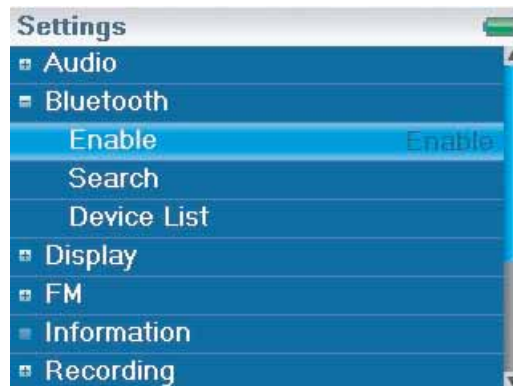 Settings
Audio
Bluetooth
Enable Enable
Search
Device List
Display
FM
Information
Recording